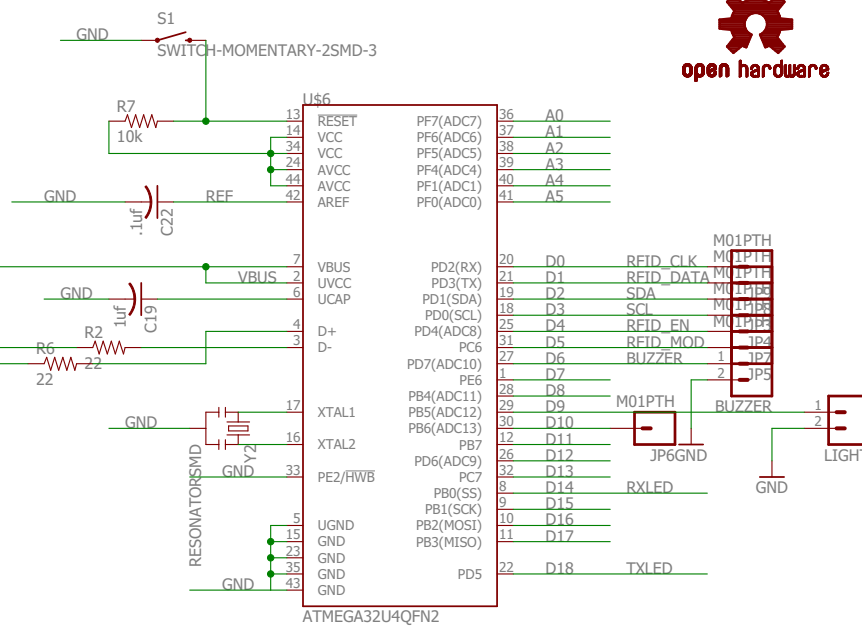 S1
GND
SWITCH-MOMENTARY-2SMD-3
open hardware
R7
10k
GND
REF
.1uf
C22
VBUS
GND
1uf
C19
R2
22
R6
22
GND
RESONATORSMD
Y2
GND
GND
U$6
13 RESET PF7(ADC7) 36 A0
14 VCC PF6(ADC6) 37 A1
34 VCC PF5(ADC5) 38 A2
24 AVCC PF4(ADC4) 39 A3
44 AVCC PF1(ADC1) 40 A4
42 AREF PF0(ADC0) 41 A5
7 VBUS PD2(RX) 20 D0 RFID_CLK
2 UVCC PD3(TX) 21 D1 RFID_DATA
6 UCAP PD1(SDA) 19 D2 SDA
PD0(SCL) 18 D3 SCL
4 D+ PD4(ADC8) 25 D4 RFID_EN
3 D- PC6 31 D5 RFID_MOD
PD7(ADC10) 27 D6 BUZZER 1
PE6 1 D7 2
PB4(ADC11) 28 D8
17 XTAL1 PB5(ADC12) 29 D9 BUZZER 1
PB6(ADC13) 30 D10 2
16 XTAL2 PB7 12 D11
PD6(ADC9) 26 D12
33 PE2/HWB PC7 32 D13
PB0(SS) 8 D14 RXLED
PB1(SCK) 9 D15
5 UGND PB2(MOSI) 10 D16
15 GND PB3(MISO) 11 D17
23 GND
35 GND PD5 22 D18 TXLED
43 GND
ATMEGA32U4QFN2
M01PTH
M01PTH
M01PTH
JP4
JP7
JP5
M01PTH
JP6
GND
GND
LIGHT